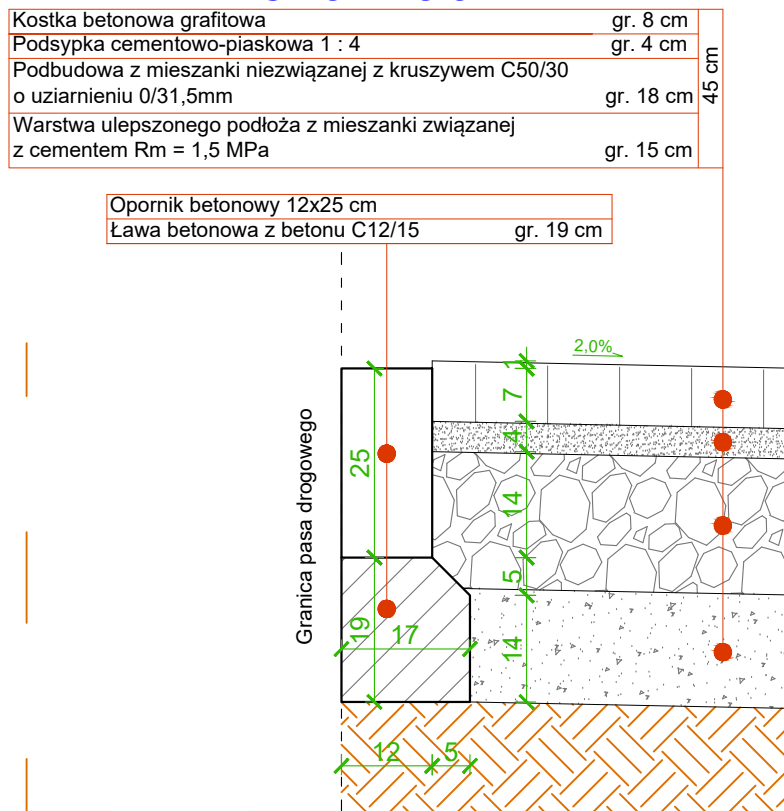 Kostka betonowa grafitowa gr. 8 cm
Podsypka cementowo-piaskowa 1 : 4 gr. 4 cm
Podbudowa z mieszanki niezwiązanej z kruszywem C50/30
o uziarnieniu 0/31,5mm gr. 18 cm
Warstwa ulepszonego podłoża z mieszanki związanej
z cementem Rm = 1,5 MPa gr. 15 cm
45 cm
Opornik betonowy 12x25 cm
Ława betonowa z betonu C12/15 gr. 19 cm
2,0%
1
7
4
25
14
Granica pasa drogowego
5
19
17
14
12
5